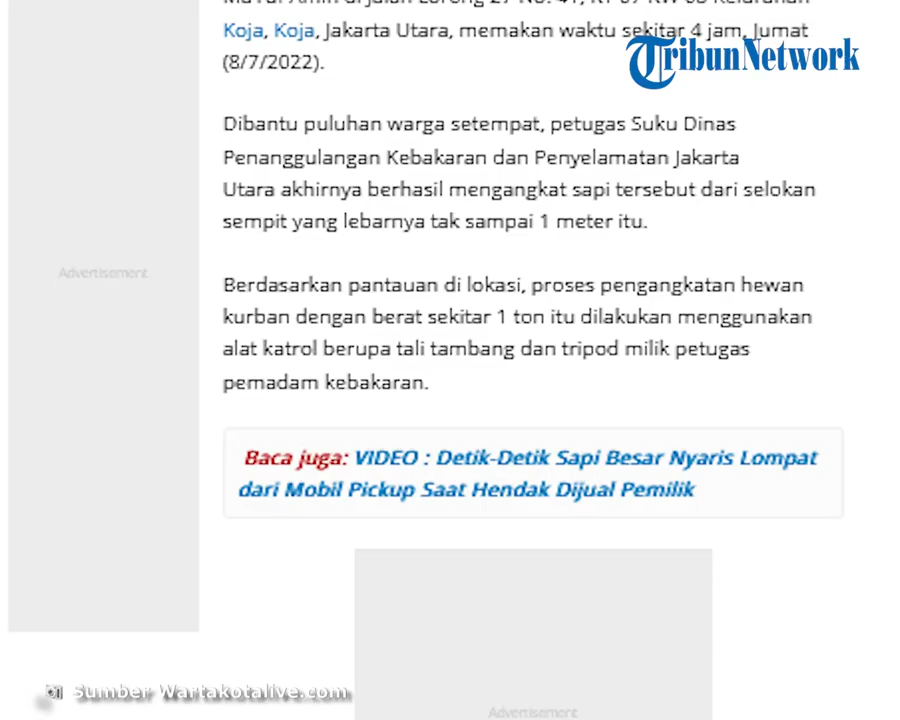 Koja, Koja, Jakarta Utara, memakan waktu sekitar 4 jam, Jumat
(8/7/2022).
TribunNetwork
Dibantu puluhan warga setempat, petugas Suku Dinas
Penanggulangan Kebakaran dan Penyelamatan Jakarta
Utara akhirnya berhasil mengangkat sapi tersebut dari selokan
sempit yang lebarnya tak sampai 1 meter itu.
Advertisement
Berdasarkan pantauan di lokasi, proses pengangkatan hewan
kurban dengan berat sekitar 1 ton itu dilakukan menggunakan
alat katrol berupa tali tambang dan tripod milik petugas
pemadam kebakaran.
Baca juga: VIDEO : Detik-Detik Sapi Besar Nyaris Lompat
dari Mobil Pickup Saat Hendak Dijual Pemilik
Sumber Wartakotalive.com
Advertisement